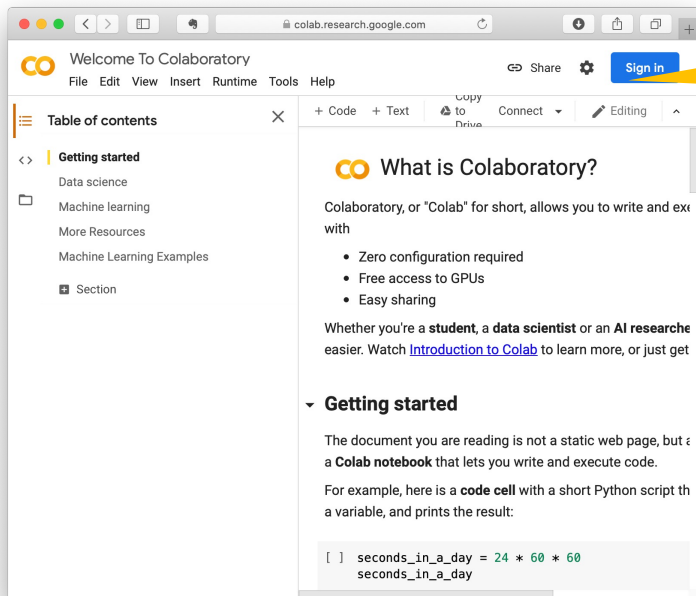 colab.research.google.com
Welcome To Colaboratory
File Edit View Insert Runtime Tools Help
Share
Sign in
Table of contents
+ Code + Text
Copy to Drive
Connect
Editing
Getting started
Data science
Machine learning
More Resources
Machine Learning Examples
Section
What is Colaboratory?
Colaboratory, or "Colab" for short, allows you to write and exe
with
Zero configuration required
Free access to GPUs
Easy sharing
Whether you're a student, a data scientist or an AI researche
easier. Watch Introduction to Colab to learn more, or just get
Getting started
The document you are reading is not a static web page, but a
a Colab notebook that lets you write and execute code.
For example, here is a code cell with a short Python script th
a variable, and prints the result:
[ ] seconds_in_a_day = 24 * 60 * 60
seconds_in_a_day